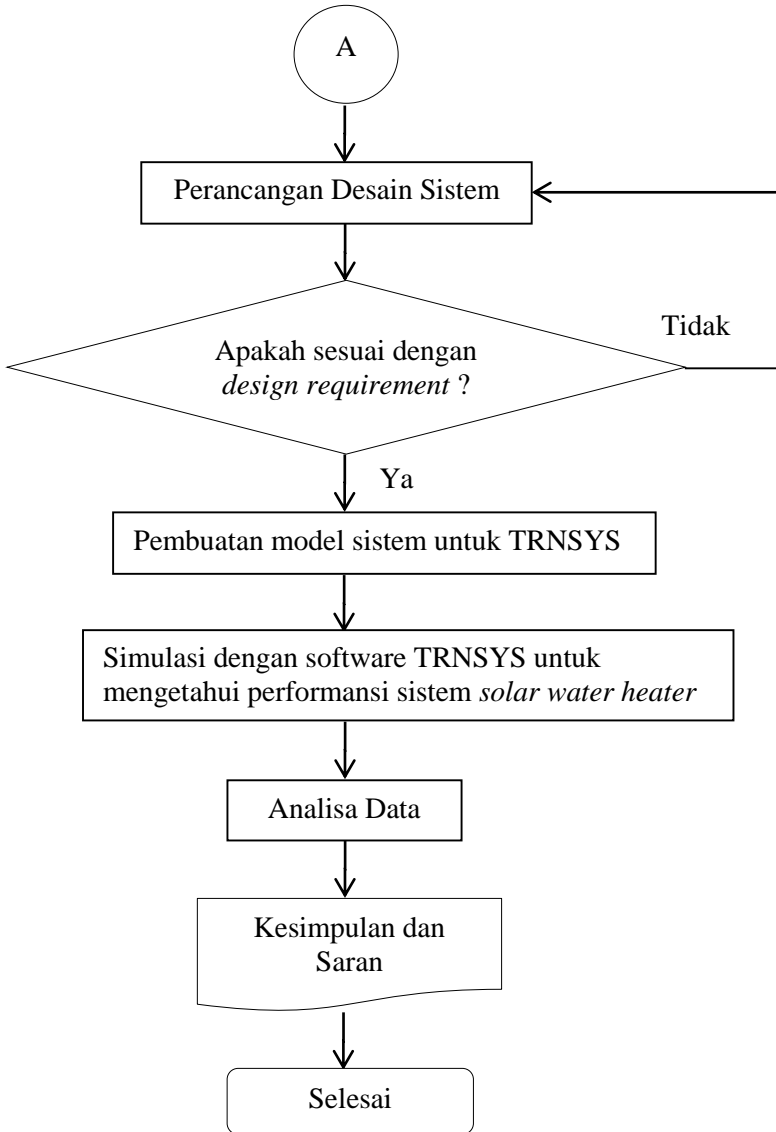 A
Perancangan Desain Sistem
Tidak
Apakah sesuai dengan
design requirement ?
Ya
Pembuatan model sistem untuk TRNSYS
Simulasi dengan software TRNSYS untuk
mengetahui performansi sistem solar water heater
Analisa Data
Kesimpulan dan
Saran
Selesai